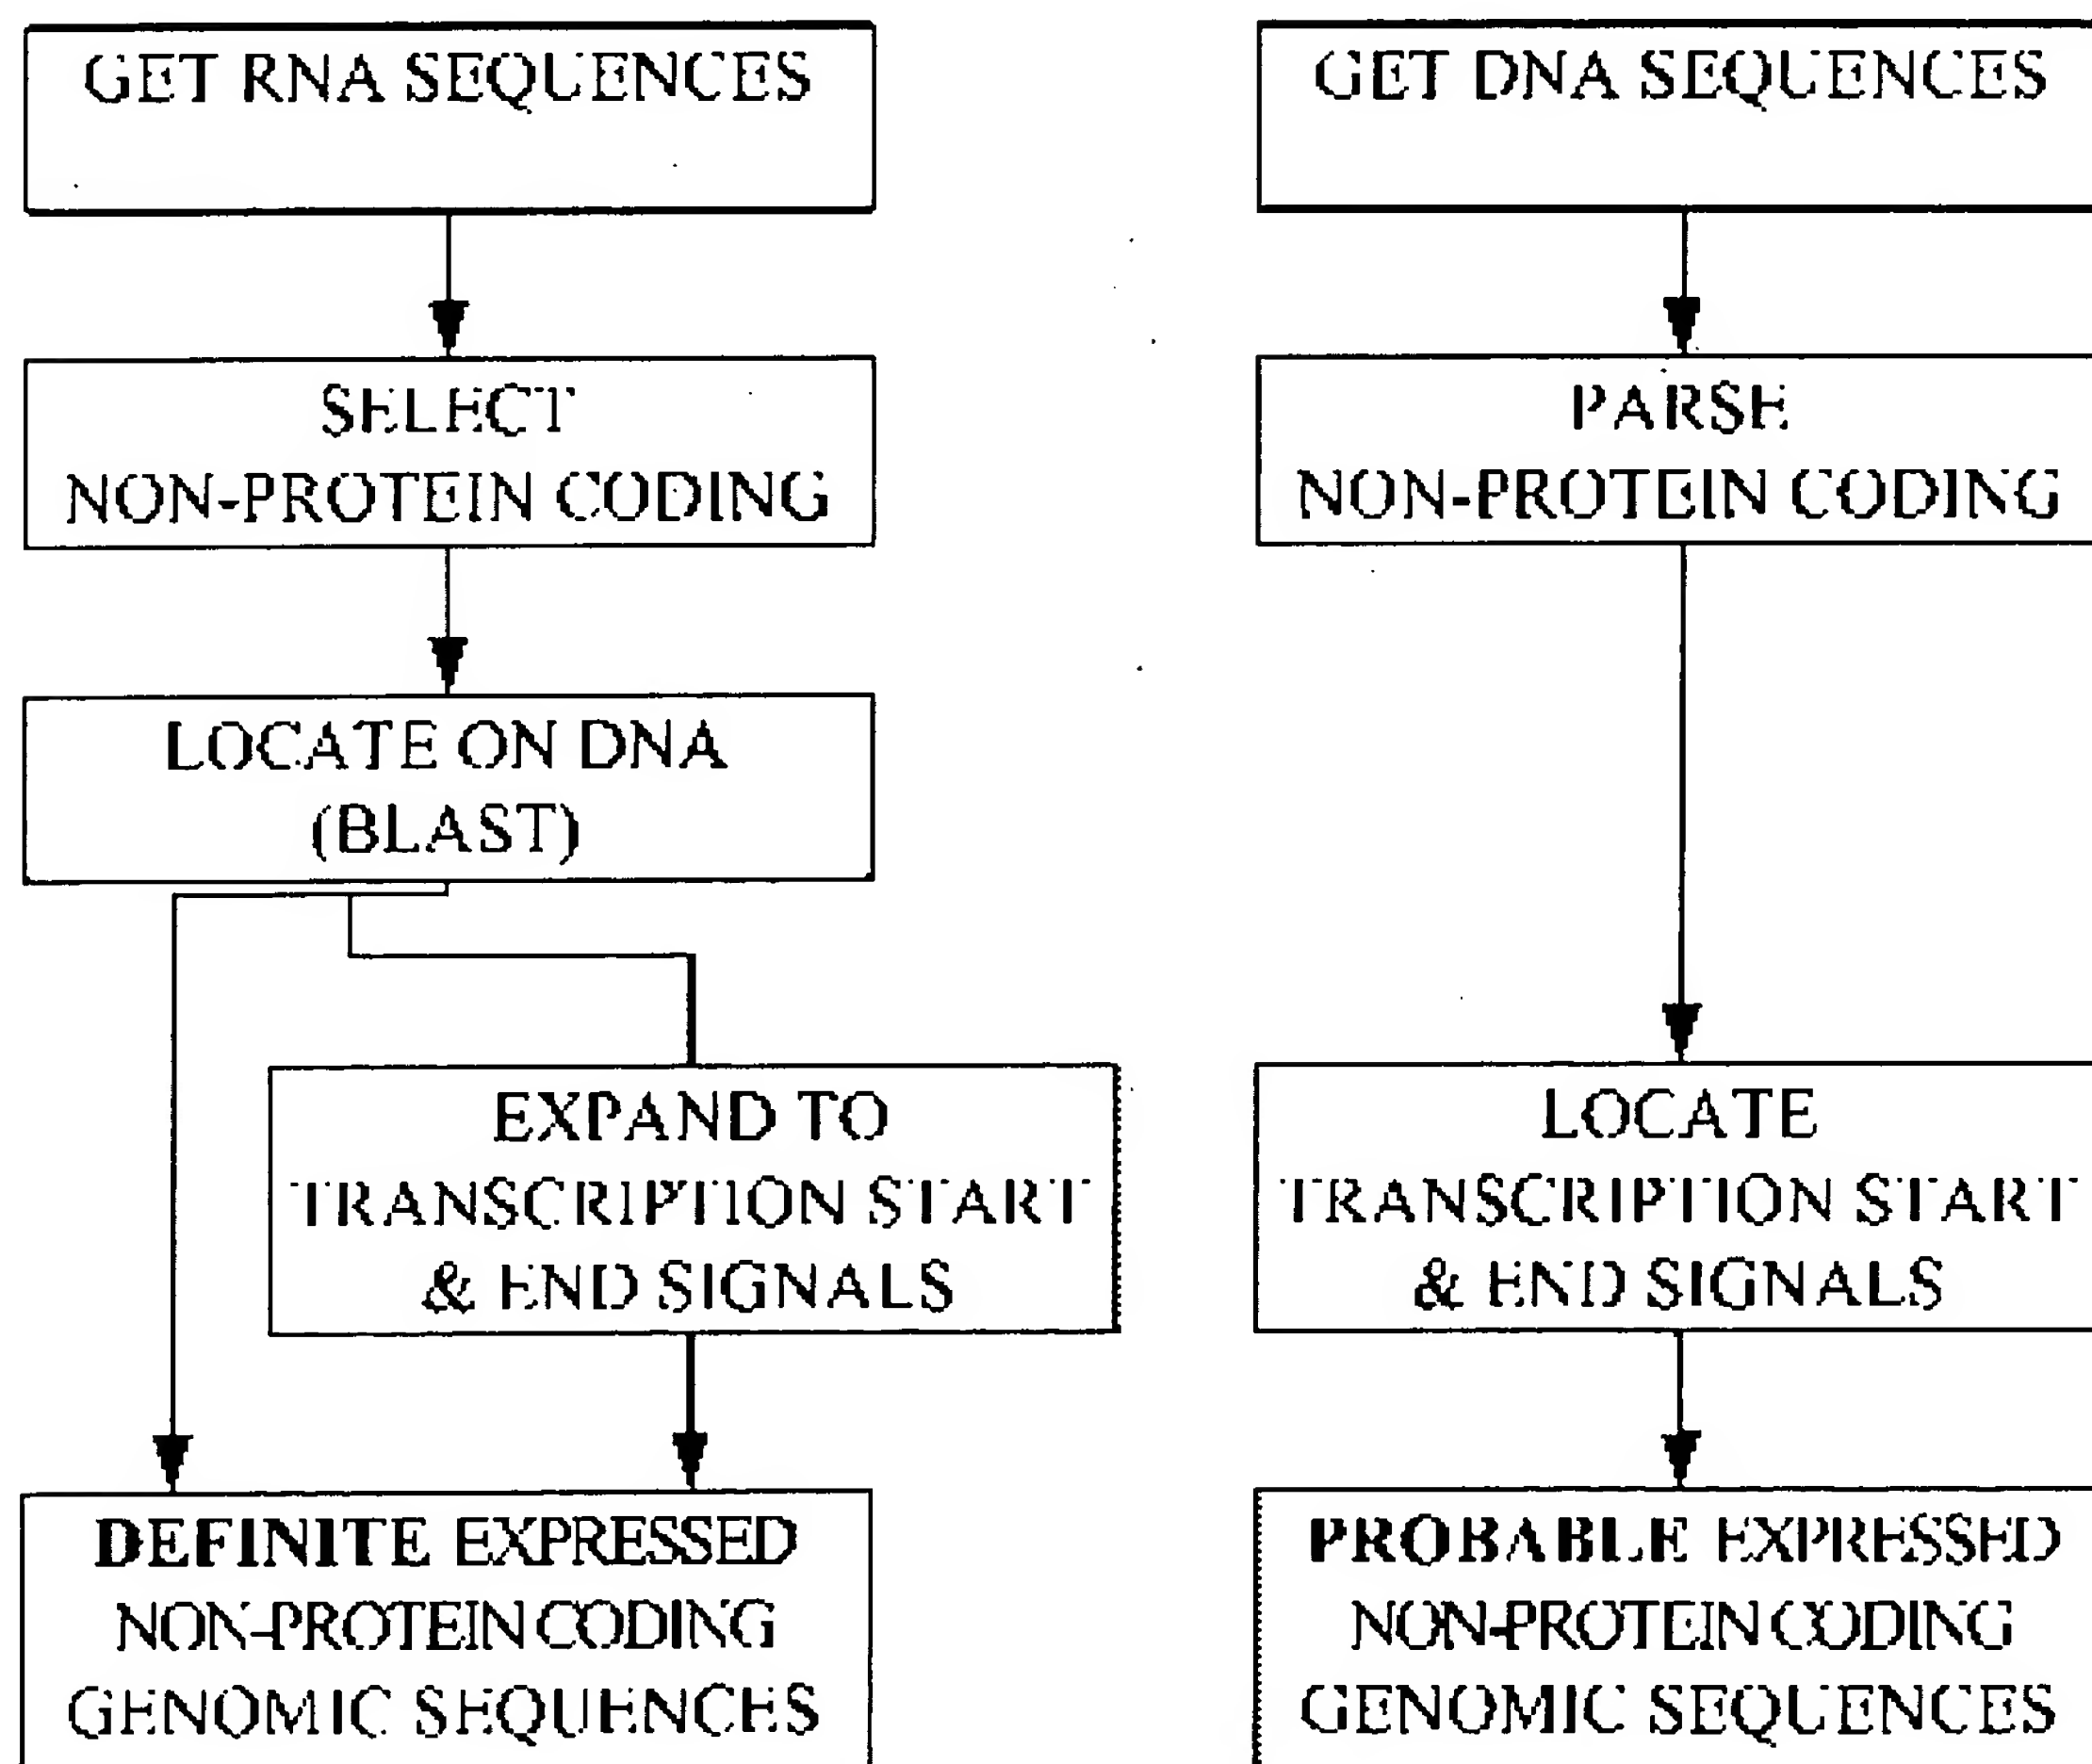 GET RNA SEQUENCES
SELECT
NON-PROTEIN CODING
LOCATE ON DNA
(BLAST)
EXPAND TO
TRANSCRIPTION START
& END SIGNALS
DEFINITE EXPRESSED
NON-PROTEIN CODING
GENOMIC SEQUENCES
GET DNA SEQUENCES
PARSE
NON-PROTEIN CODING
LOCATE
TRANSCRIPTION START
& END SIGNALS
PROBABLE EXPRESSED
NON-PROTEIN CODING
GENOMIC SEQUENCES